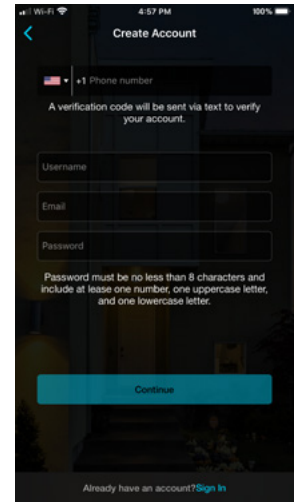 Wi-Fi 4:57 PM 100%
Create Account
+1 Phone number
A verification code will be sent via text to verify
your account.
Username
Email
Password
Password must be no less than 8 characters and
include at lease one number, one uppercase letter,
and one lowercase letter.
Continue
Already have an account?Sign In